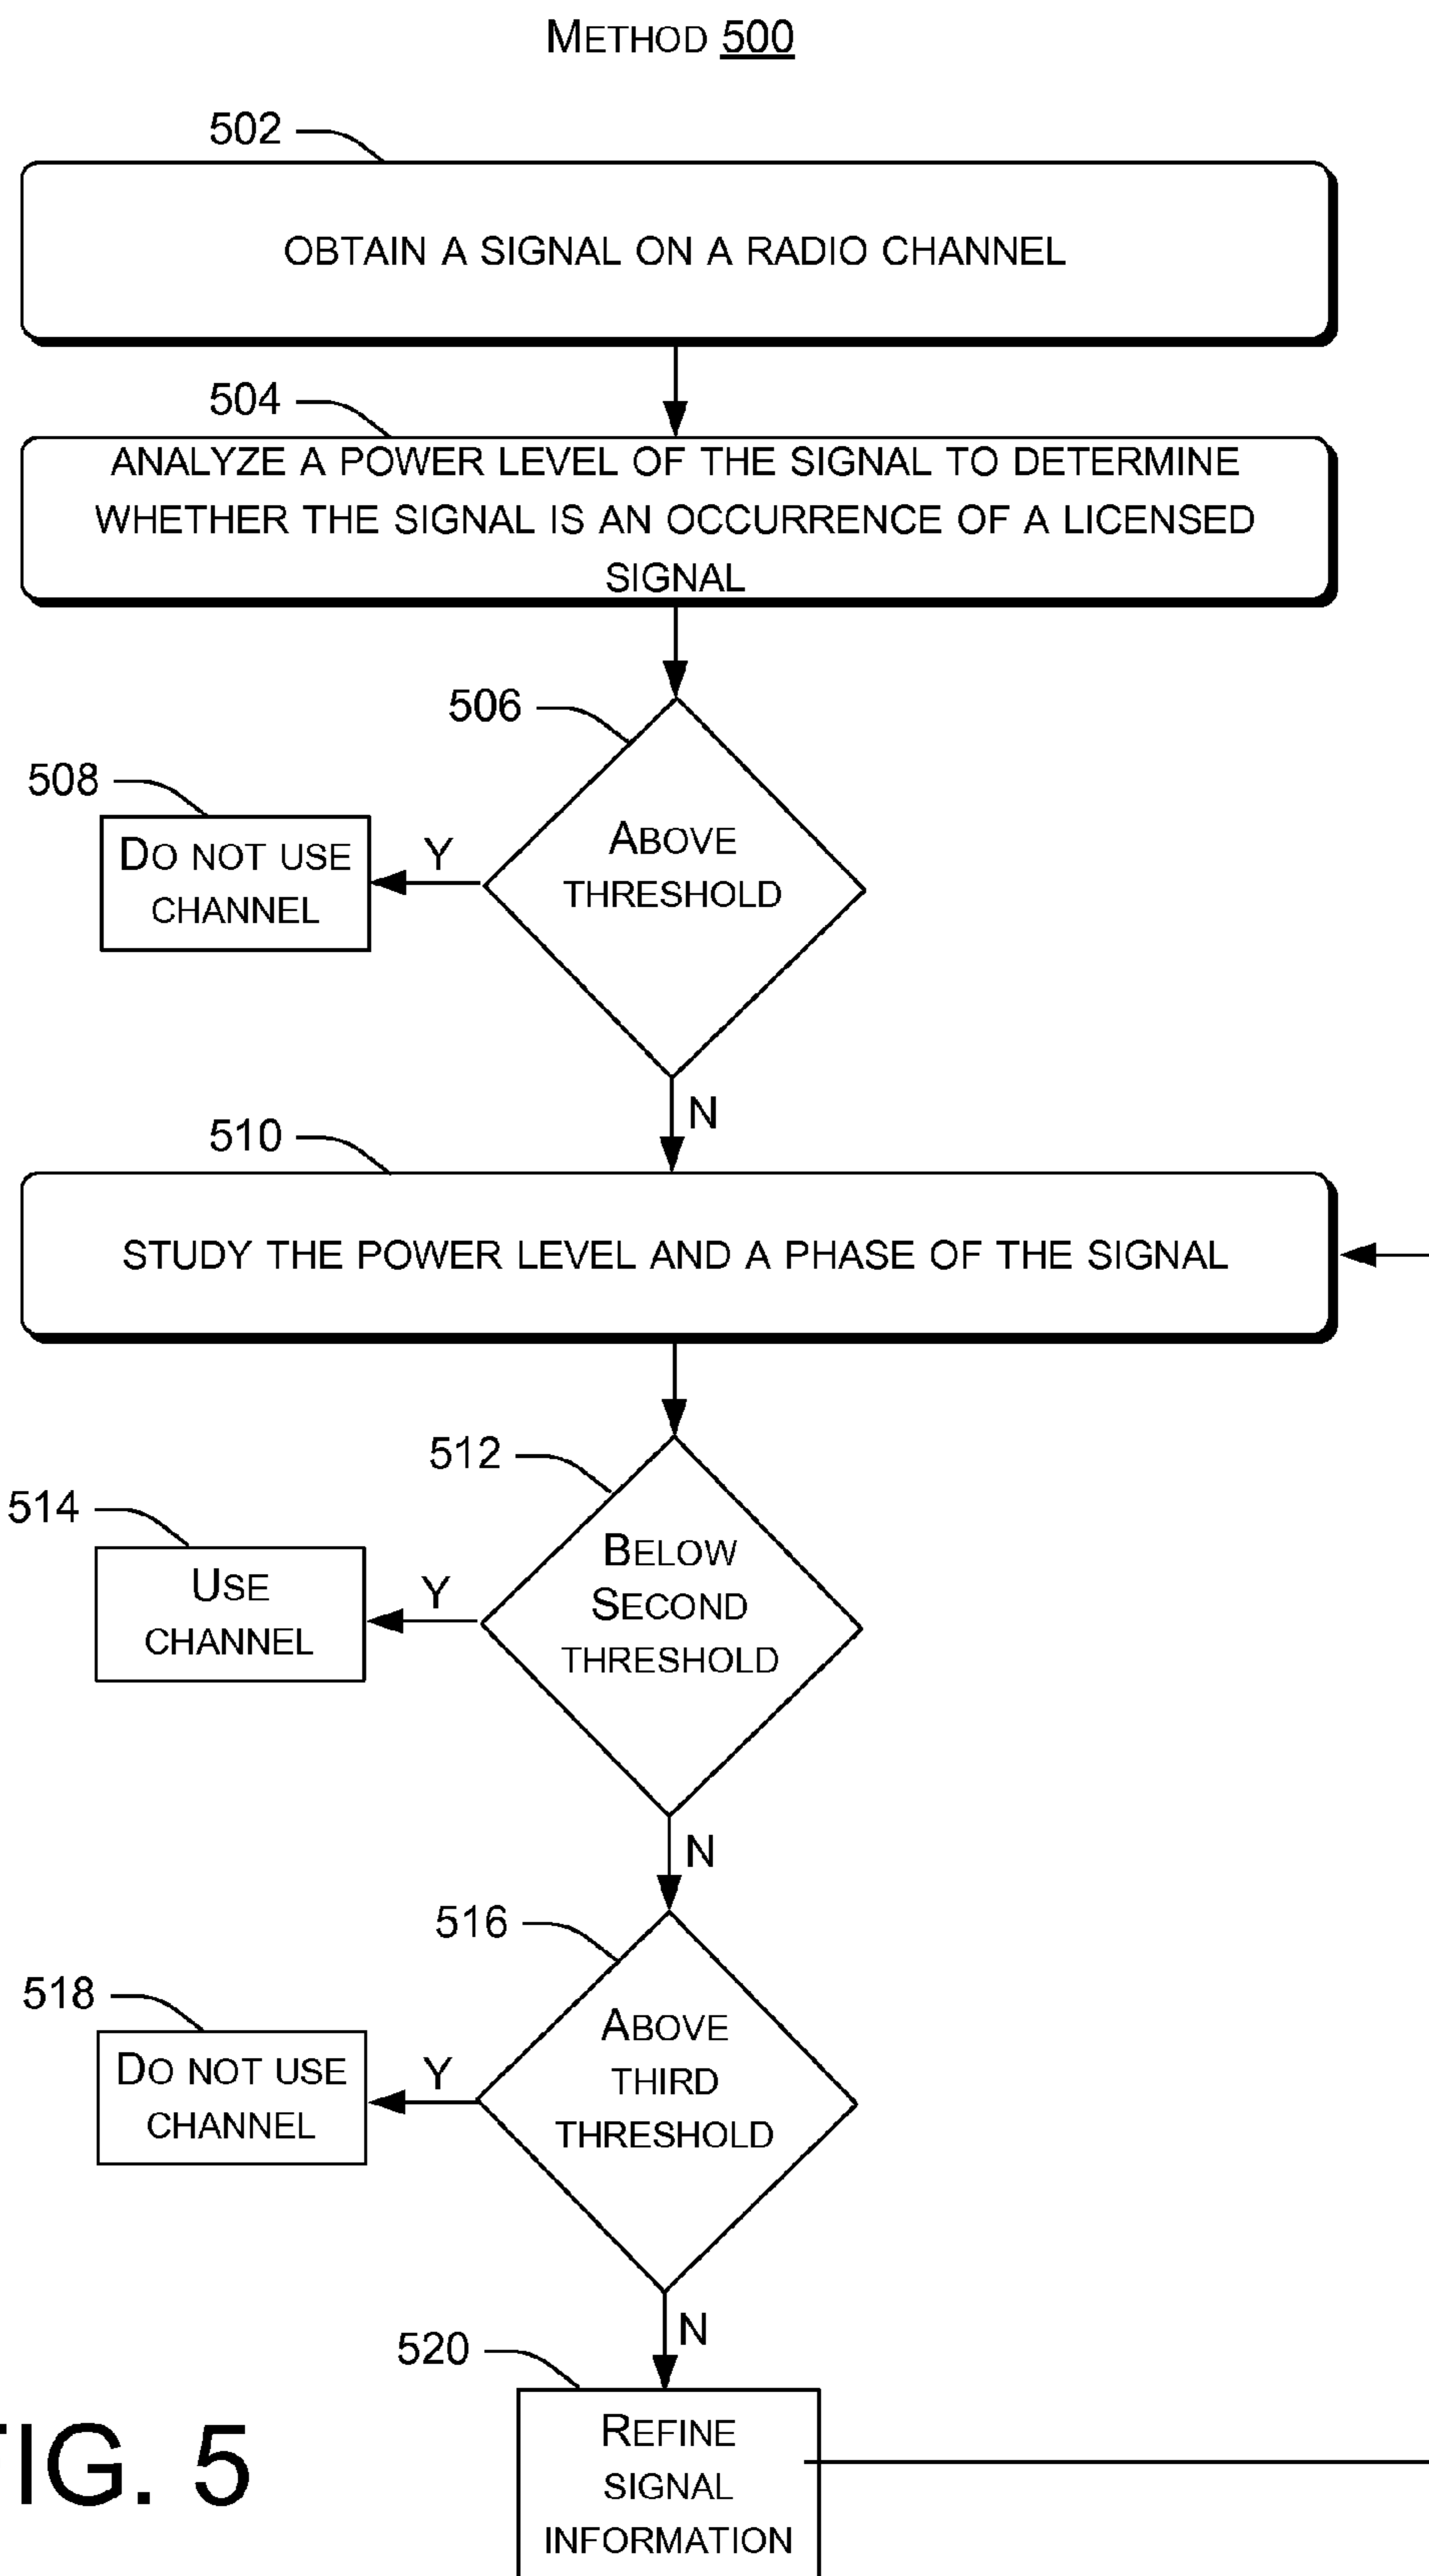 METHOD 500
502
OBTAIN A SIGNAL ON A RADIO CHANNEL
504
ANALYZE A POWER LEVEL OF THE SIGNAL TO DETERMINE
WHETHER THE SIGNAL IS AN OCCURRENCE OF A LICENSED
SIGNAL
506
ABOVE
THRESHOLD
508
Y
DO NOT USE
CHANNEL
N
510
STUDY THE POWER LEVEL AND A PHASE OF THE SIGNAL
512
BELOW
SECOND
THRESHOLD
514
Y
USE
CHANNEL
N
516
ABOVE
THIRD
THRESHOLD
518
Y
DO NOT USE
CHANNEL
N
520
REFINE
SIGNAL
INFORMATION
FIG. 5